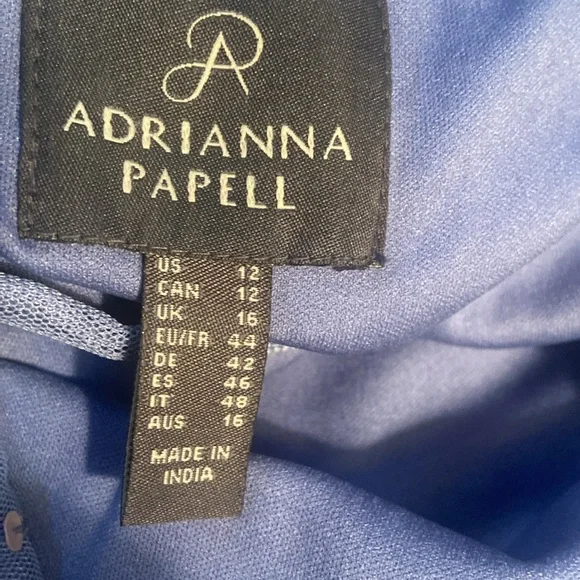 ADRIANNA
PAPELL
US 12
CAN 12
UK 16
EU/FR 44
DE 42
ES 46
IT 48
AUS 16
MADE IN
INDIA